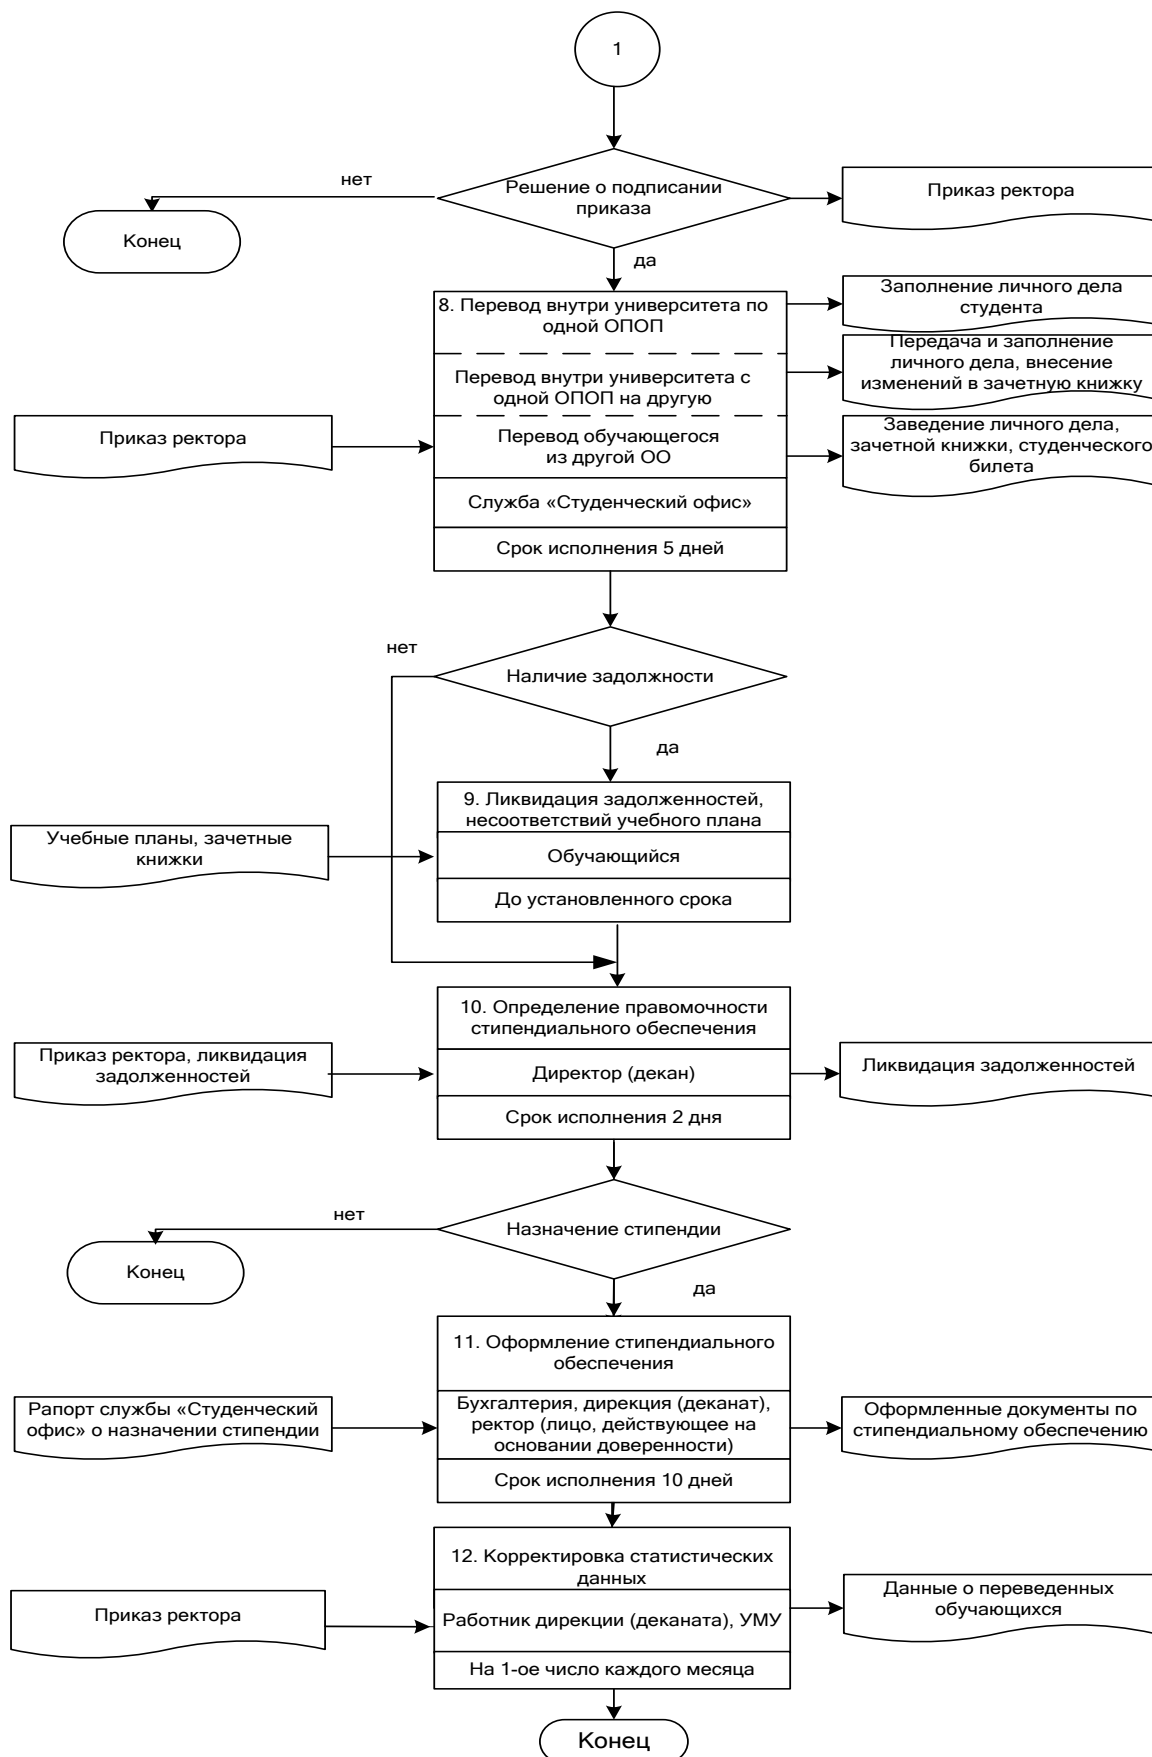 1
нет
Решение о подписании
приказа
Приказ ректора
Конец
да
8. Перевод внутри университета по
одной ОПОП
Заполнение личного дела
студента
Перевод внутри университета с
одной ОПОП на другую
Передача и заполнение
личного дела, внесение
изменений в зачетную книжку
Приказ ректора
Перевод обучающегося
из другой ОО
Заведение личного дела,
зачетной книжки, студенческого
билета
Служба «Студенческий офис»
Срок исполнения 5 дней
нет
Наличие задолжности
да
9. Ликвидация задолженностей,
несоответствий учебного плана
Учебные планы, зачетные
книжки
Обучающийся
До установленного срока
10. Определение правомочности
стипендиального обеспечения
Приказ ректора, ликвидация
задолженностей
Директор (декан)
Ликвидация задолженностей
Срок исполнения 2 дня
нет
Назначение стипендии
Конец
да
11. Оформление стипендиального
обеспечения
Рапорт службы «Студенческий
офис» о назначении стипендии
Бухгалтерия, дирекция (деканат),
ректор (лицо, действующее на
основании доверенности)
Оформленные документы по
стипендиальному обеспечению
Срок исполнения 10 дней
12. Корректировка статистических
данных
Приказ ректора
Работник дирекции (деканата), УМУ
Данные о переведенных
обучающихся
На 1-ое число каждого месяца
Конец